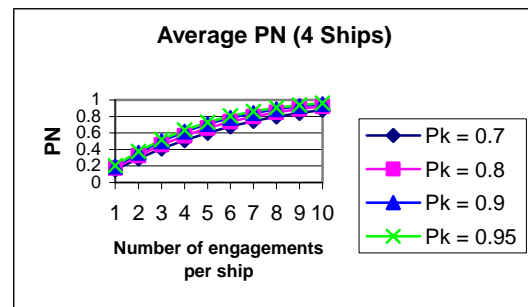 Average PN (4 Ships)
PN
1
0.8
0.6
0.4
0.2
0
1 2 3 4 5 6 7 8 9 10
Number of engagements
per ship
Pk = 0.7
Pk = 0.8
Pk = 0.9
Pk = 0.95